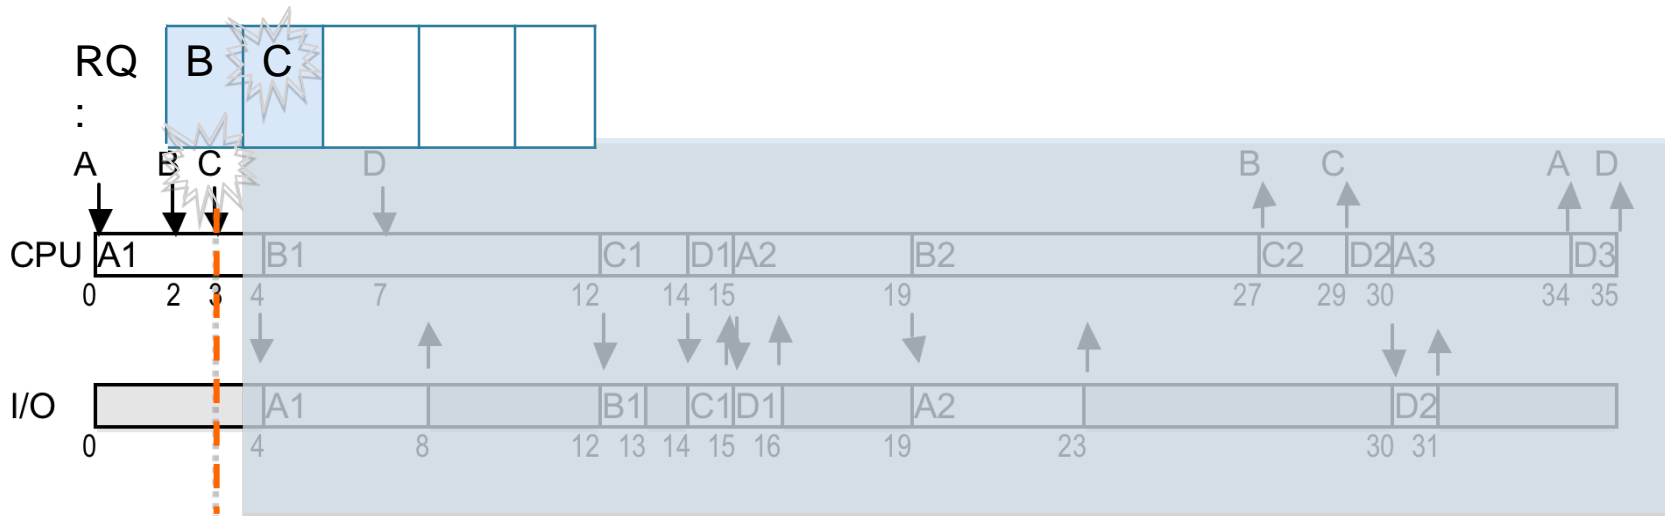 RQ B C
:
A B C D B C A D
CPU A1 B1 C1 D1 A2 B2 C2 D2 A3 D3
0 2 3 4 7 12 14 15 19 27 29 30 34 35
I/O A1 B1 C1 D1 A2 D2
0 4 8 12 13 14 15 16 19 23 30 31